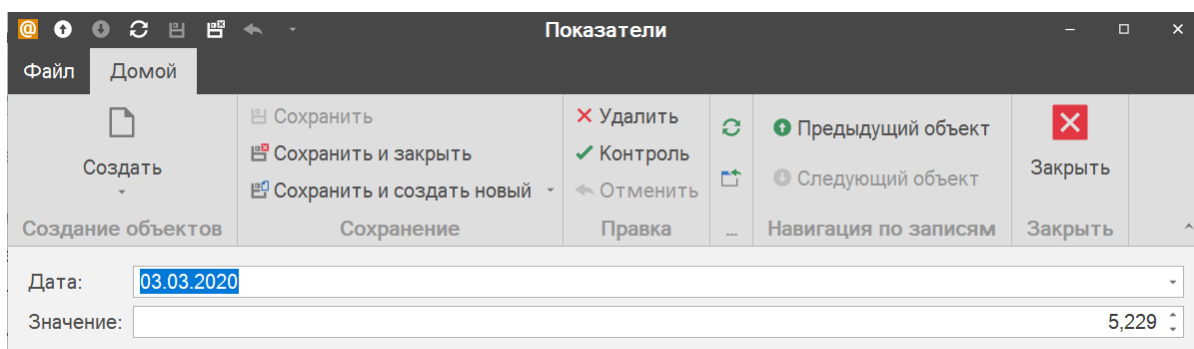 Показатели
Файл Домой
Создать
Создание объектов
Сохранить
Сохранить и закрыть
Сохранить и создать новый
Сохранение
Удалить
Контроль
Отменить
Правка
...
Предыдущий объект
Следующий объект
Навигация по записям
Закрыть
Закрыть
Дата: 03.03.2020
Значение: 5,229